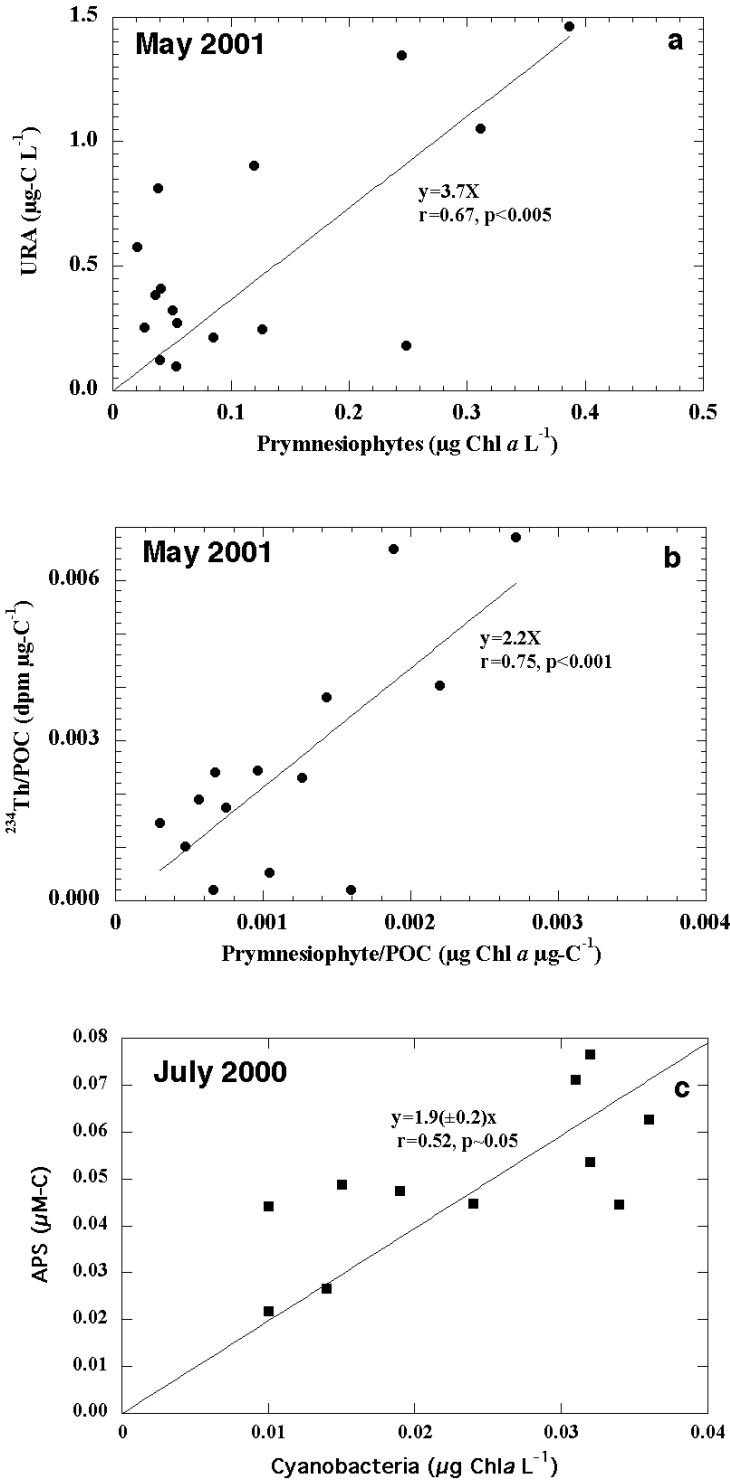 May 2001
a
1.5
1.0
0.5
0.0
URA (µg-C L⁻¹)
y=3.7X
r=0.67, p<0.005
0 0.1 0.2 0.3 0.4 0.5
Prymnesiophytes (µg Chl a L⁻¹)
May 2001
b
0.006
0.003
0.000
²³⁴Th/POC (dpm µg-C⁻¹)
y=2.2X
r=0.75, p<0.001
0 0.001 0.002 0.003 0.004
Prymnesiophyte/POC (µg Chl a µg-C⁻¹)
July 2000
c
0.08
0.07
0.06
0.05
0.04
0.03
0.02
0.01
0.00
APS (µM-C)
y=1.9(±0.2)x
r=0.52, p~0.05
0 0.01 0.02 0.03 0.04
Cyanobacteria (µg Chla L⁻¹)